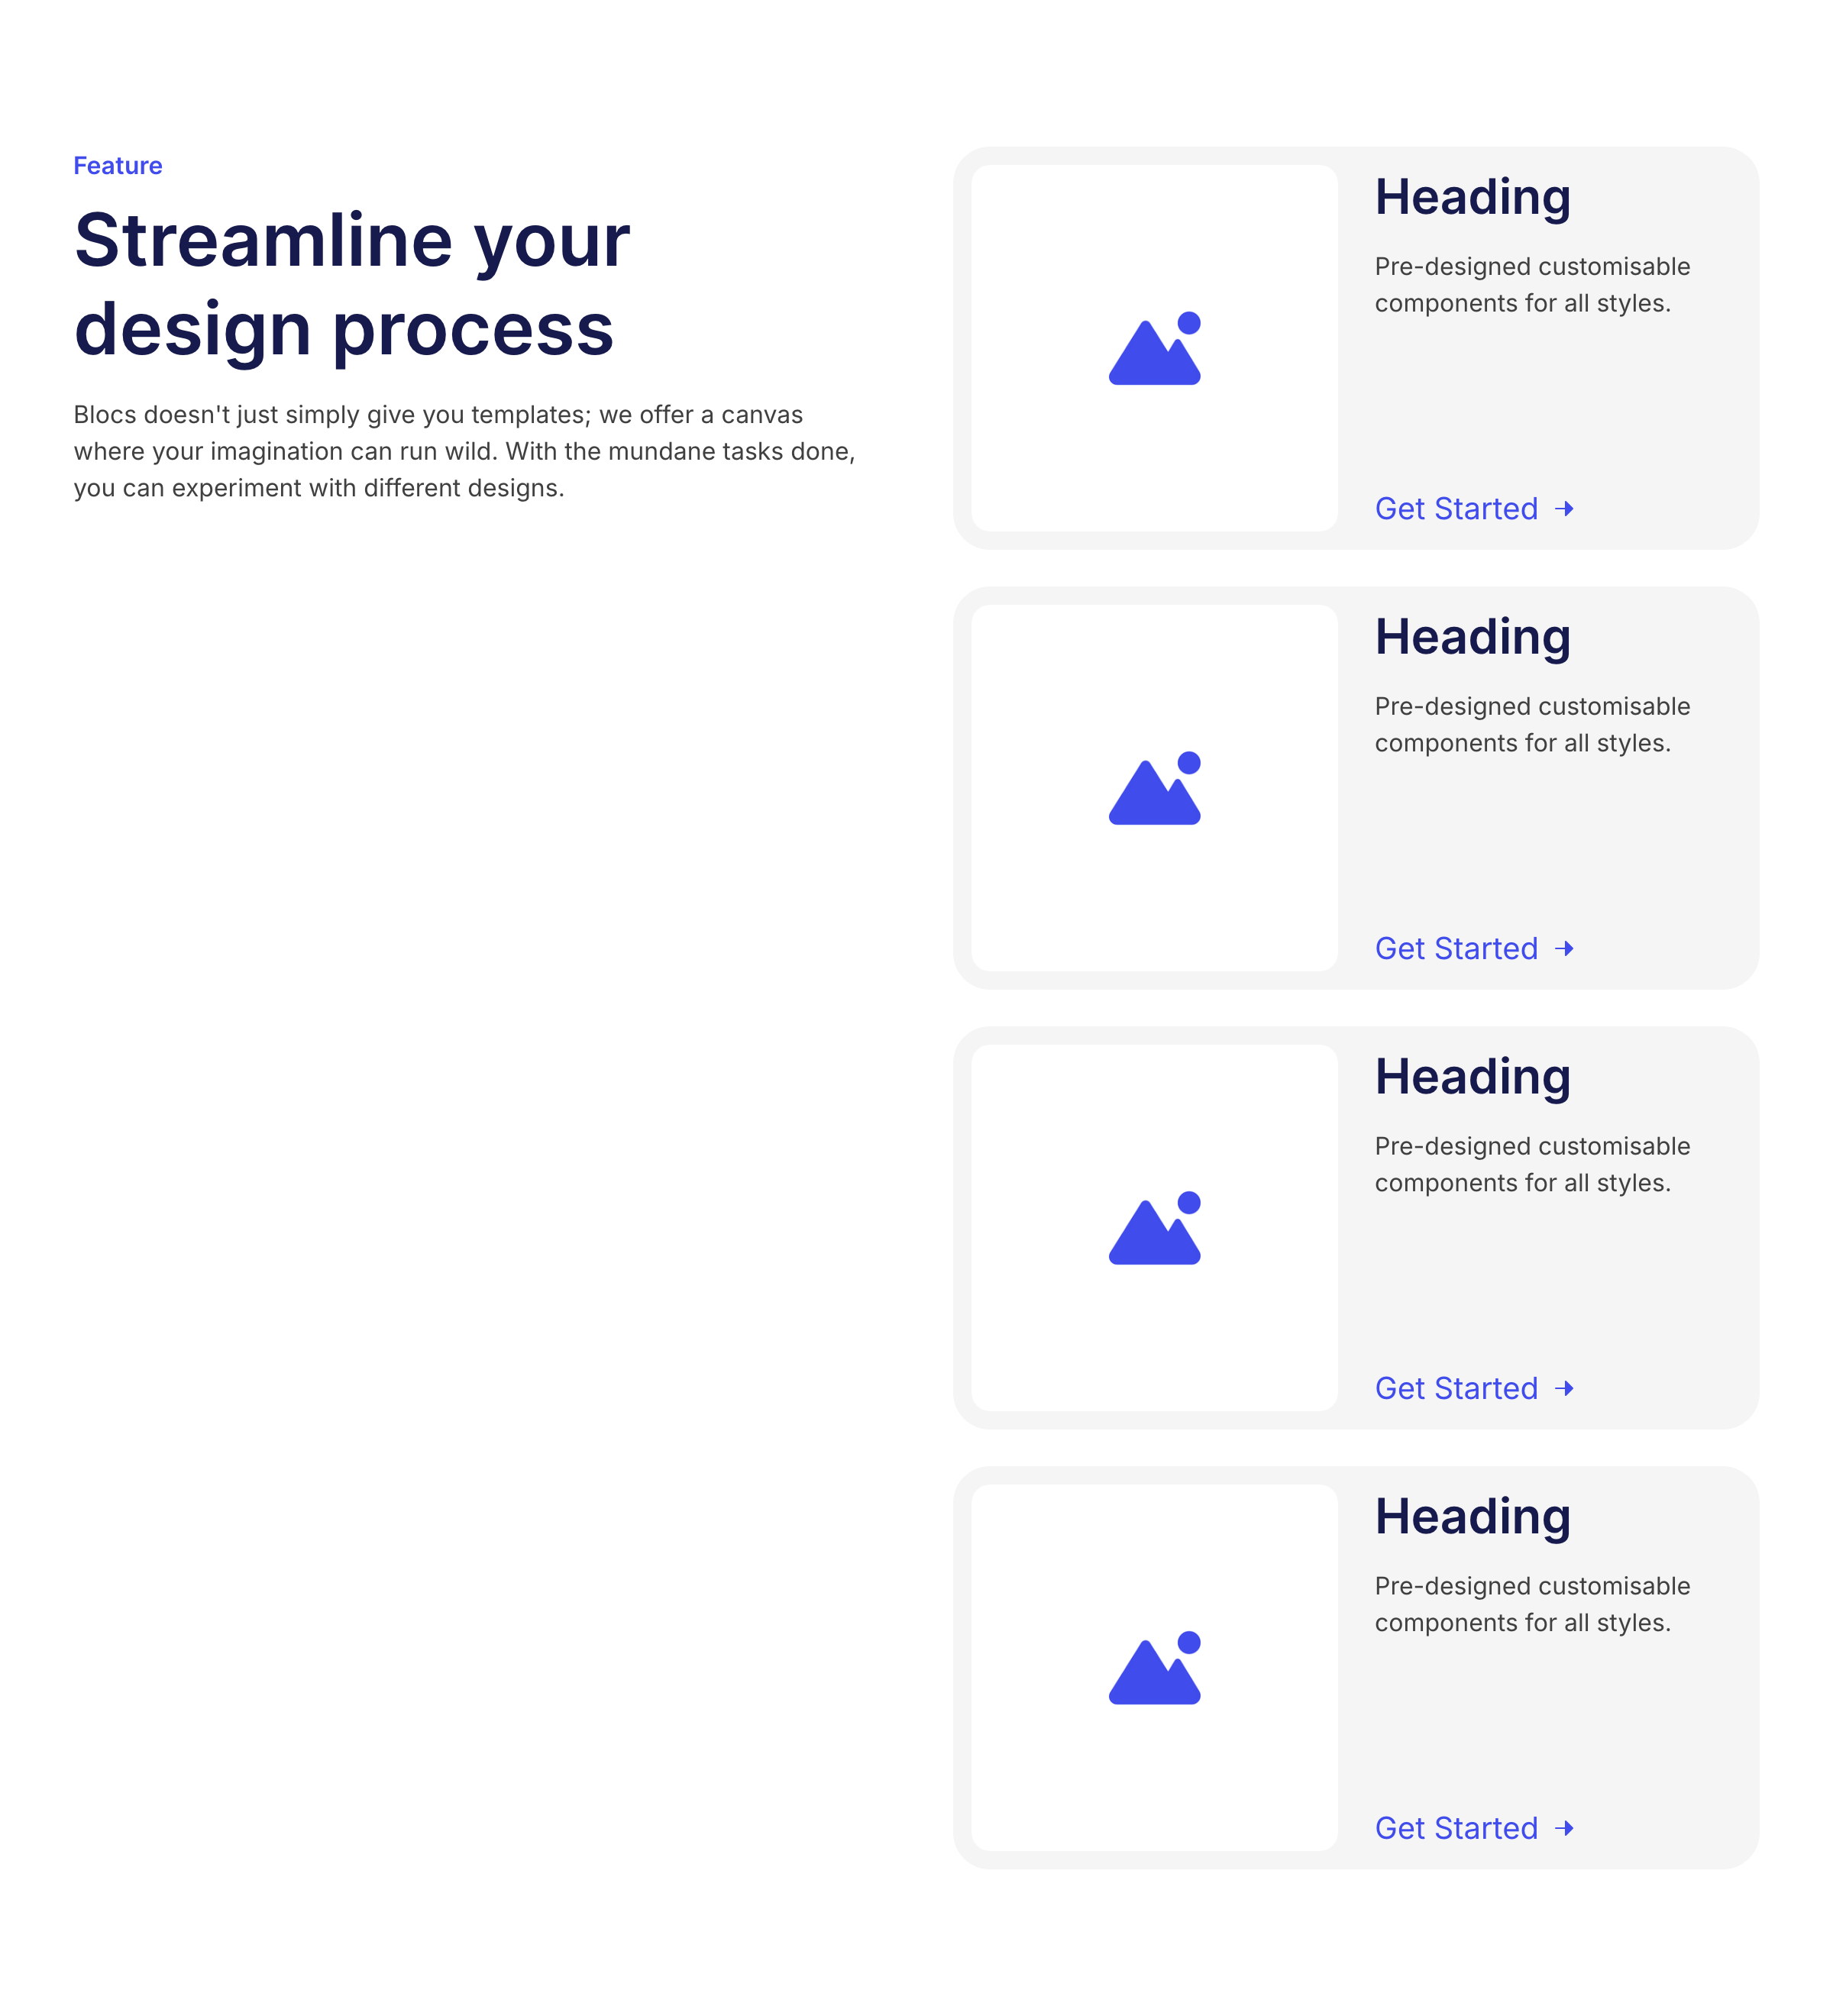 Feature
Streamline your
design process
Blocs doesn't just simply give you templates; we offer a canvas
where your imagination can run wild. With the mundane tasks done,
you can experiment with different designs.
Heading
Pre-designed customisable
components for all styles.
Get Started
Heading
Pre-designed customisable
components for all styles.
Get Started
Heading
Pre-designed customisable
components for all styles.
Get Started
Heading
Pre-designed customisable
components for all styles.
Get Started